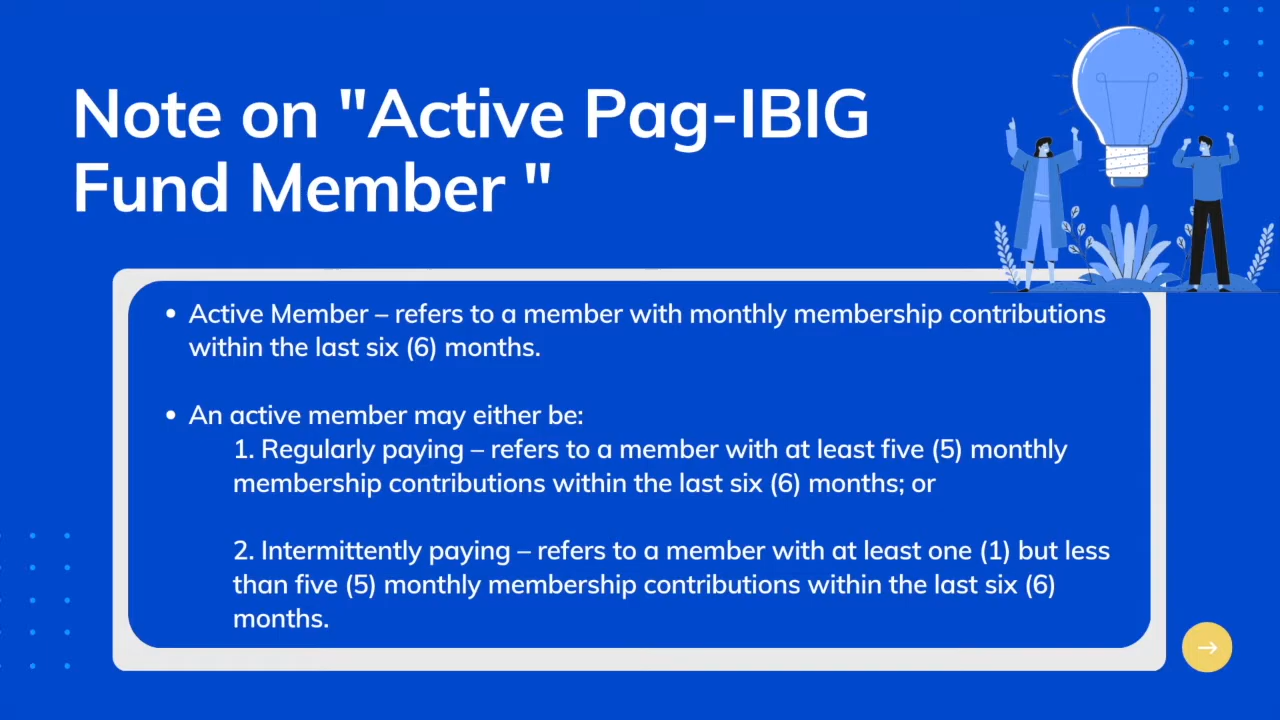 Note on "Active Pag-IBIG
Fund Member "
• Active Member – refers to a member with monthly membership contributions
within the last six (6) months.
• An active member may either be:
1. Regularly paying – refers to a member with at least five (5) monthly
membership contributions within the last six (6) months; or
2. Intermittently paying – refers to a member with at least one (1) but less
than five (5) monthly membership contributions within the last six (6)
months.